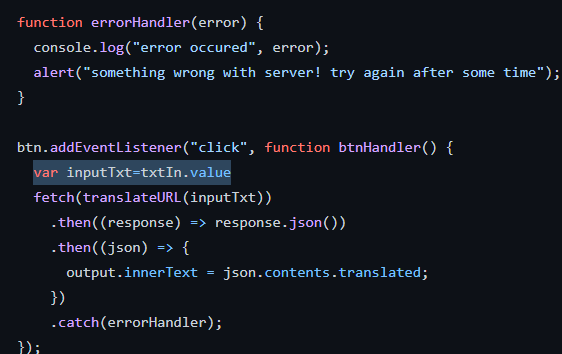 function errorHandler(error) {
  console.log("error occured", error);
  alert("something wrong with server! try again after some time");
}

btn.addEventListener("click", function btnHandler() {
  var inputTxt=txtIn.value
  fetch(translateURL(inputTxt))
    .then((response) => response.json())
    .then((json) => {
      output.innerText = json.contents.translated;
    })
    .catch(errorHandler);
});